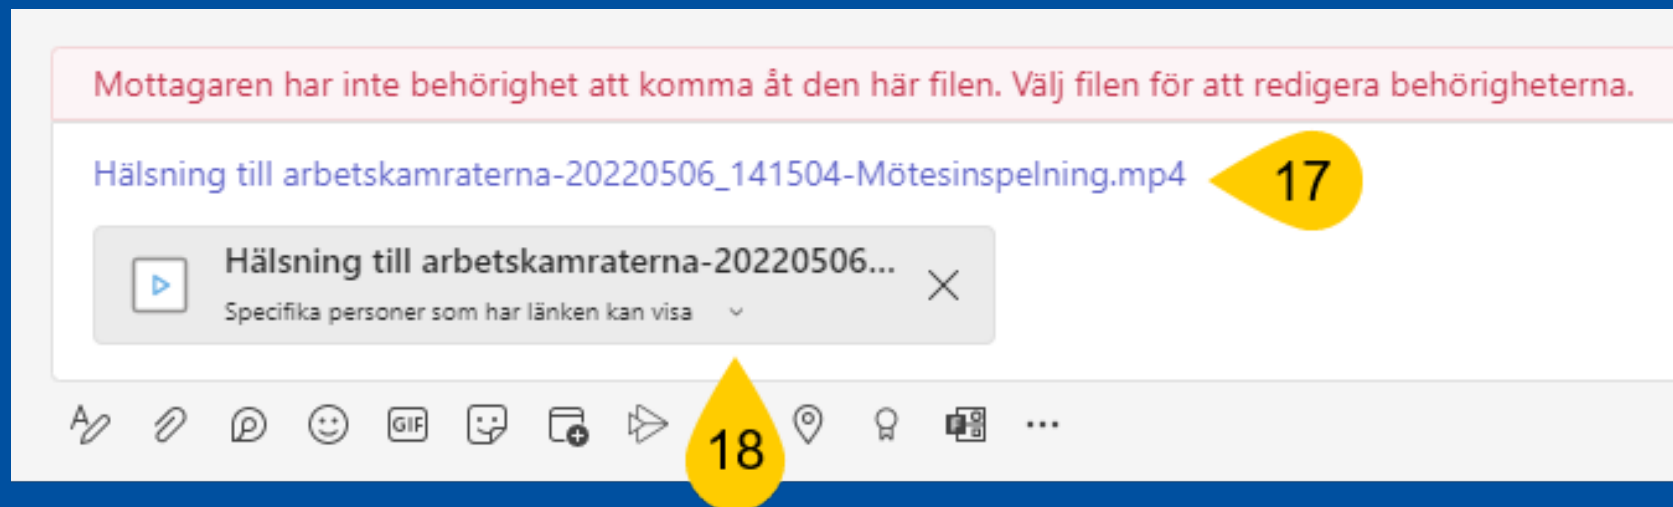 Mottagaren har inte behörighet att komma åt den här filen. Välj filen för att redigera behörigheterna.
Hälsning till arbetskamraterna-20220506_141504-Mötesinspelning.mp4
17
Hälsning till arbetskamraterna-20220506...
Specifika personer som har länken kan visa
GIF
18